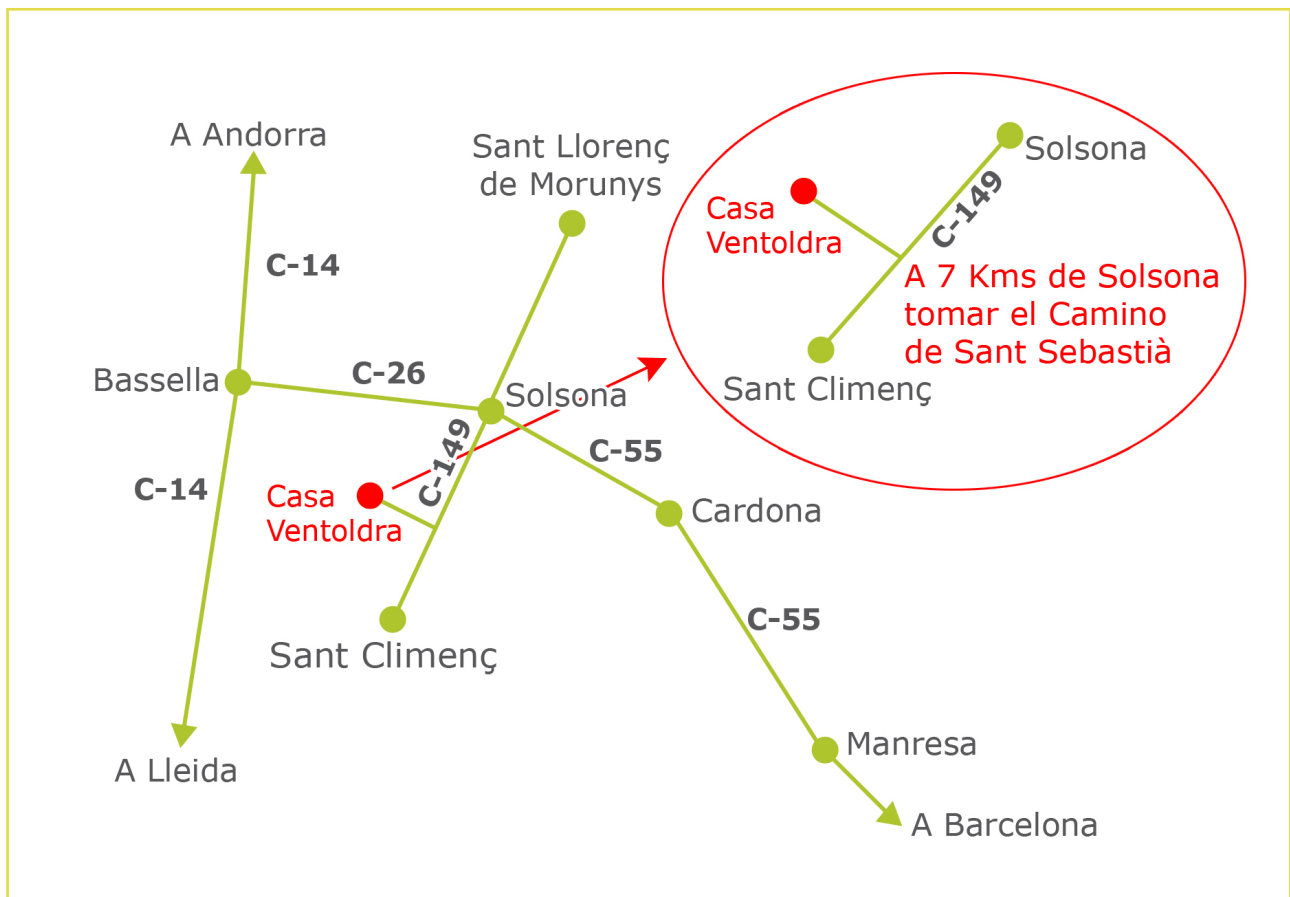 A Andorra
Sant Llorenç
de Morunys
C-14
Bassella
C-26
Solsona
C-149
C-14
Casa
Ventoldra
C-55
Cardona
Sant Climenç
C-55
A Lleida
Manresa
A Barcelona
Solsona
Casa
Ventoldra
C-149
A 7 Kms de Solsona
tomar el Camino
de Sant Sebastià
Sant Climenç